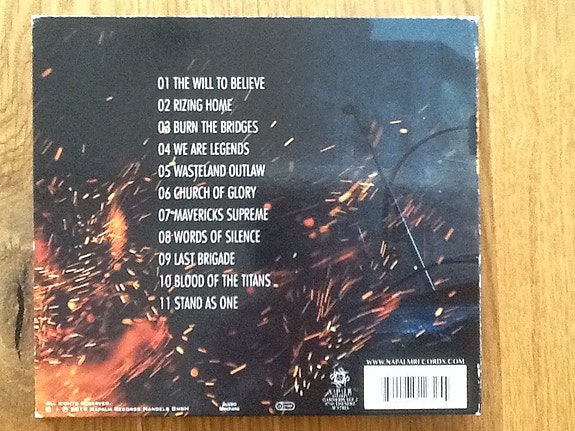 01 THE WILL TO BELIEVE
02 RIZING HOME
03 BURN THE BRIDGES
04 WE ARE LEGENDS
05 WASTELAND OUTLAW
06 CHURCH OF GLORY
07 MAVERICKS SUPREME
08 WORDS OF SILENCE
09 LAST BRIGADE
10 BLOOD OF THE TITANS
11 STAND AS ONE
WWW.NAPALMRECORDS.COM
ALL RIGHTS RESERVED.
NAPALM RECORDS HANDELS GMBH